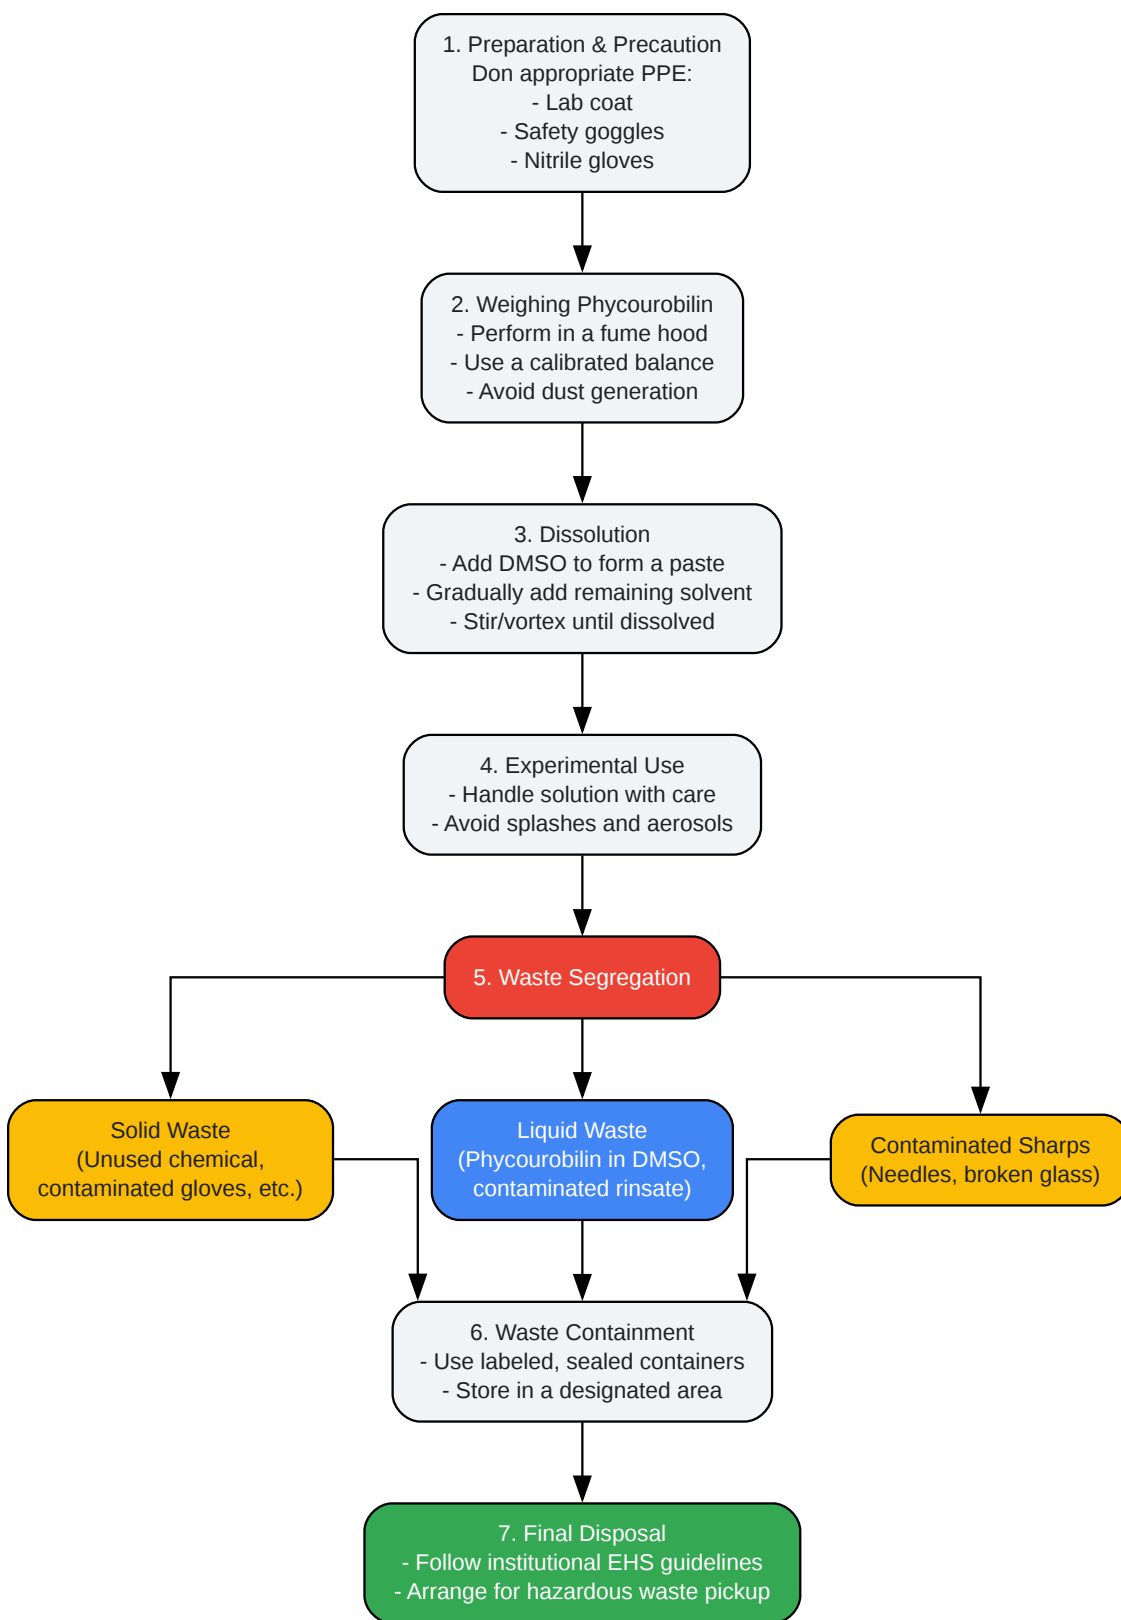 1. Preparation & Precaution
Don appropriate PPE:
- Lab coat
- Safety goggles
- Nitrile gloves
2. Weighing Phycourobilin
- Perform in a fume hood
- Use a calibrated balance
- Avoid dust generation
3. Dissolution
- Add DMSO to form a paste
- Gradually add remaining solvent
- Stir/vortex until dissolved
4. Experimental Use
- Handle solution with care
- Avoid splashes and aerosols
5. Waste Segregation
Solid Waste
(Unused chemical,
contaminated gloves, etc.)
Liquid Waste
(Phycourobilin in DMSO,
contaminated rinsate)
Contaminated Sharps
(Needles, broken glass)
6. Waste Containment
- Use labeled, sealed containers
- Store in a designated area
7. Final Disposal
- Follow institutional EHS guidelines
- Arrange for hazardous waste pickup